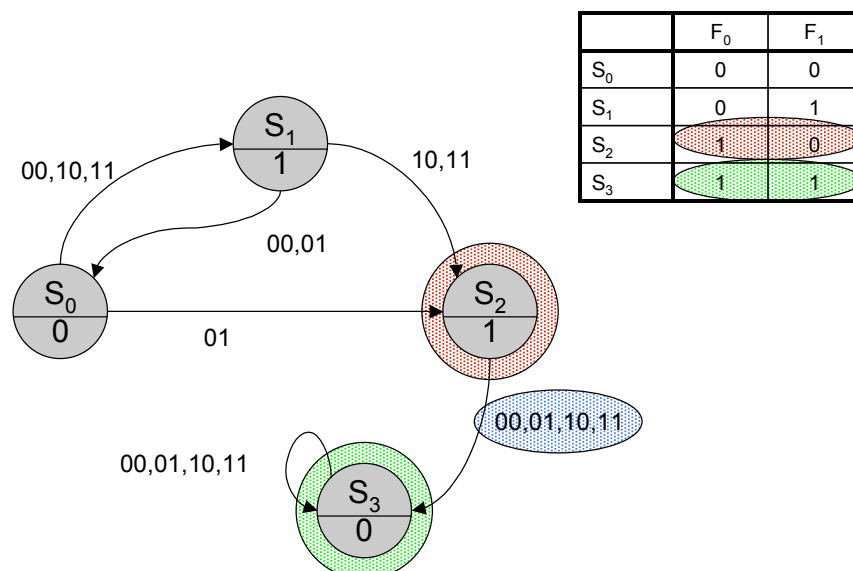 F₀ F₁
S₀ 0 0
S₁ 0 1
S₂ 1 0
S₃ 1 1
S₁
1
00,10,11
10,11
00,01
S₀
0
01
S₂
1
00,01,10,11
00,01,10,11
S₃
0